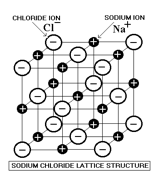 CHLORIDE ION SODIUM ION
Cl⁻ Na⁺
SODIUM CHLORIDE LATTICE STRUCTURE